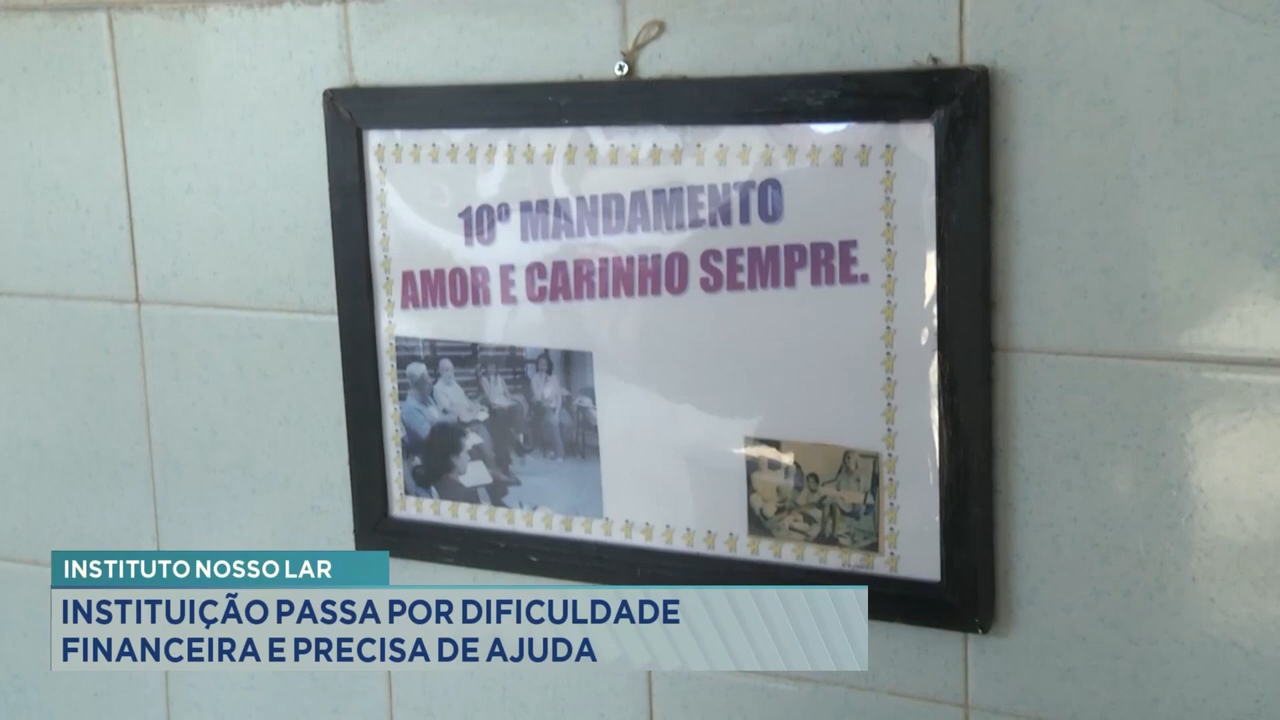 10º MANDAMENTO
AMOR E CARiNHO SEMPRE.
INSTITUTO NOSSO LAR
INSTITUIÇÃO PASSA POR DIFICULDADE
FINANCEIRA E PRECISA DE AJUDA